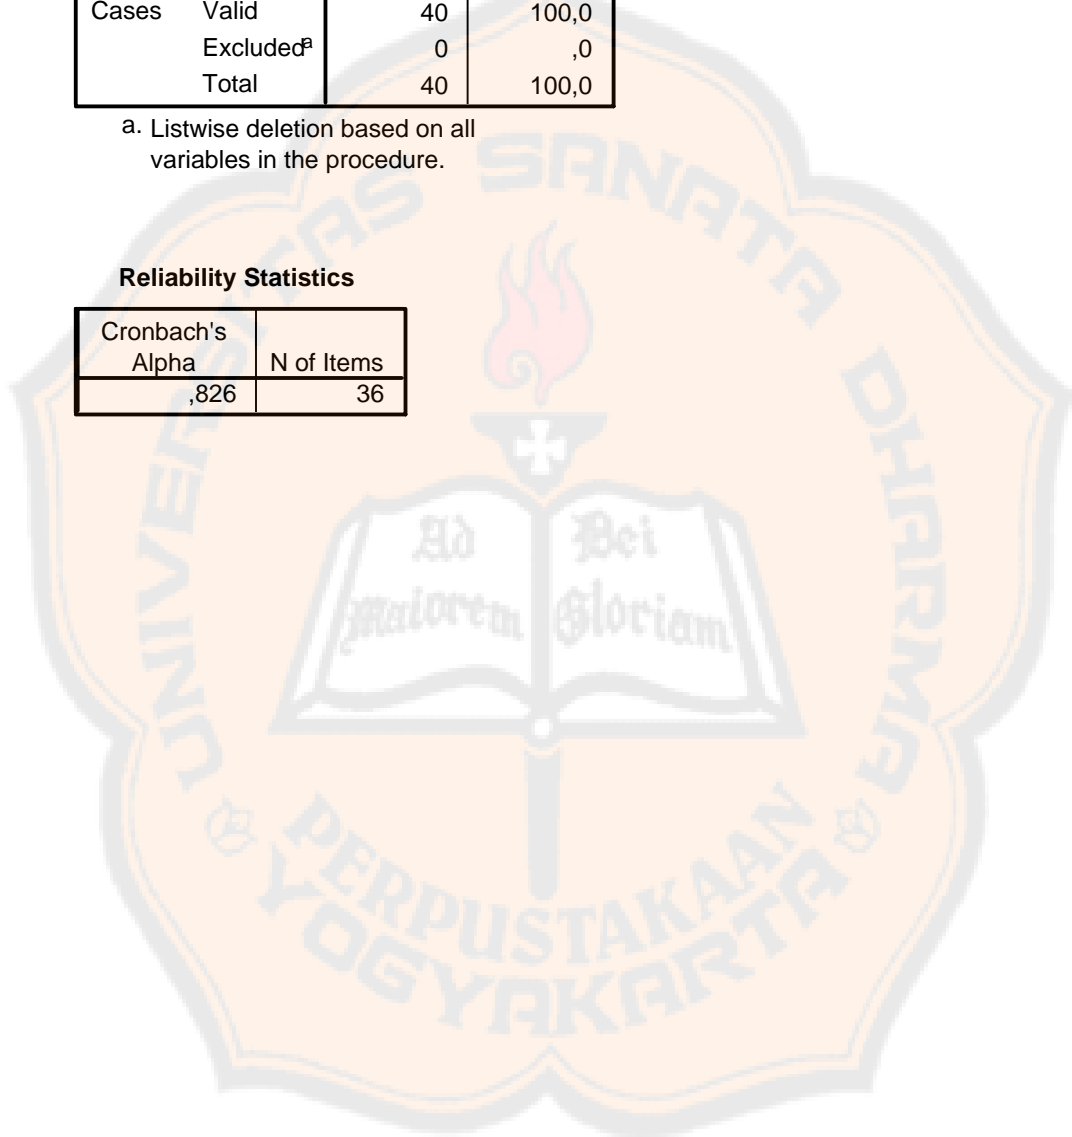 Cases Valid 40 100,0
Excludedª 0 ,0
Total 40 100,0
a. Listwise deletion based on all
variables in the procedure.
Reliability Statistics
Cronbach's
Alpha N of Items
,826 36
UNIVERSITAS SANATA DHARMA
Ad Dei
Maiorem Gloriam
PERPUSTAKAAN
YOGYAKARTA